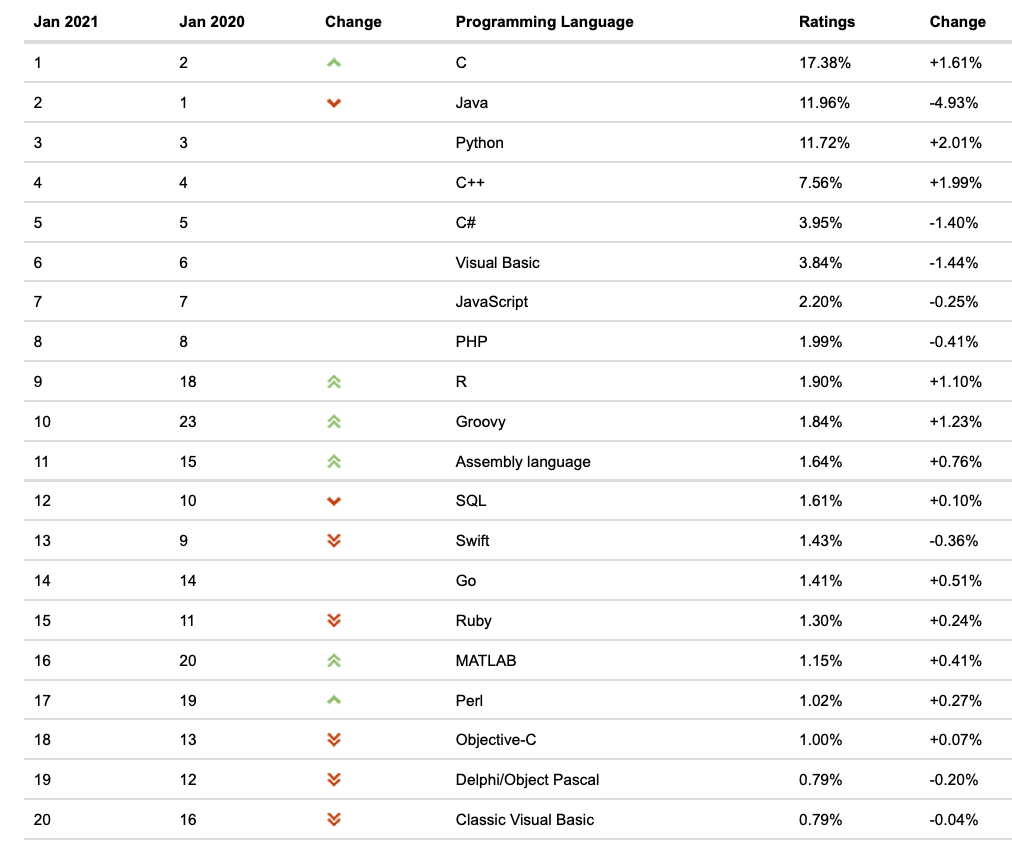 Jan 2021 Jan 2020 Change Programming Language Ratings Change
1 2 C 17.38% +1.61%
2 1 Java 11.96% -4.93%
3 3 Python 11.72% +2.01%
4 4 C++ 7.56% +1.99%
5 5 C# 3.95% -1.40%
6 6 Visual Basic 3.84% -1.44%
7 7 JavaScript 2.20% -0.25%
8 8 PHP 1.99% -0.41%
9 18 R 1.90% +1.10%
10 23 Groovy 1.84% +1.23%
11 15 Assembly language 1.64% +0.76%
12 10 SQL 1.61% +0.10%
13 9 Swift 1.43% -0.36%
14 14 Go 1.41% +0.51%
15 11 Ruby 1.30% +0.24%
16 20 MATLAB 1.15% +0.41%
17 19 Perl 1.02% +0.27%
18 13 Objective-C 1.00% +0.07%
19 12 Delphi/Object Pascal 0.79% -0.20%
20 16 Classic Visual Basic 0.79% -0.04%